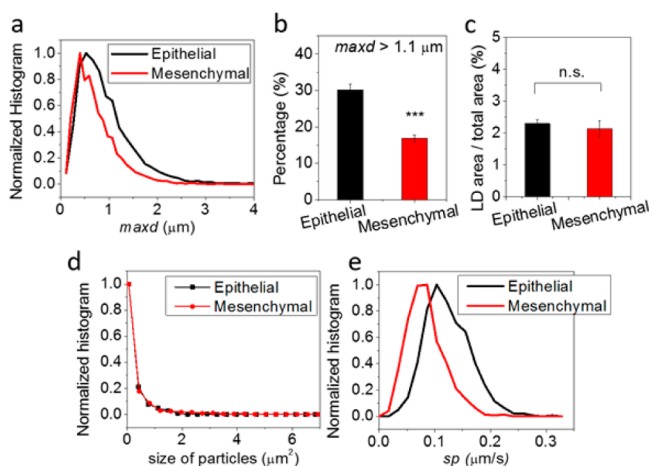 a
Normalized Histogram
1.0
0.8
0.6
0.4
0.2
0.0
Epithelial
Mesenchymal
0 1 2 3 4
maxd (μm)
b
Percentage (%)
40
30
20
10
0
maxd > 1.1 μm
***
Epithelial
Mesenchymal
c
LD area / total area (%)
5
4
3
2
1
0
n.s.
Epithelial
Mesenchymal
d
Normalized histogram
1.0
0.8
0.6
0.4
0.2
0.0
Epithelial
Mesenchymal
0 2 4 6
size of particles (μm²)
e
Normalized histogram
1.0
0.8
0.6
0.4
0.2
0.0
Epithelial
Mesenchymal
0.0 0.1 0.2 0.3
sp (μm/s)